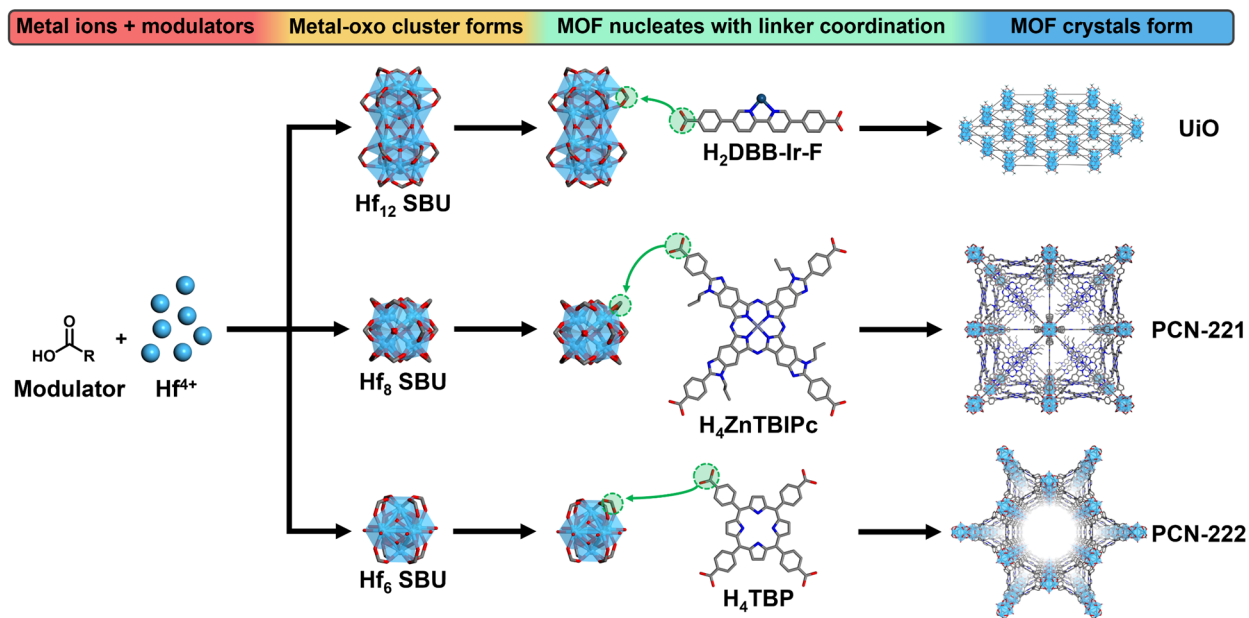 Metal ions + modulators
Metal-oxo cluster forms
MOF nucleates with linker coordination
MOF crystals form
Hf₁₂ SBU
H₂DBB-Ir-F
UiO
O
HO
R
+
Modulator
Hf⁴⁺
Hf₈ SBU
H₄ZnTBIPc
PCN-221
Hf₆ SBU
H₄TBP
PCN-222